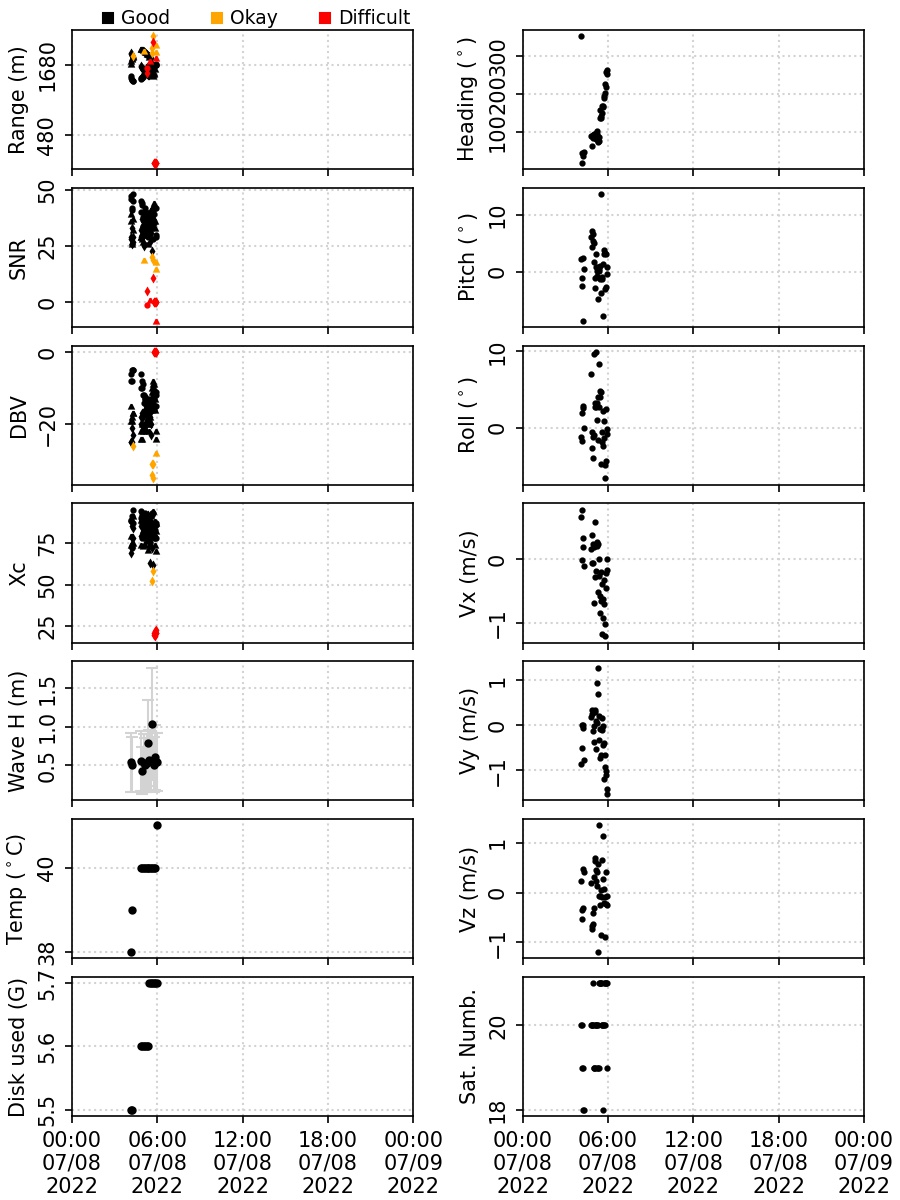 Good Okay Difficult
Range (m)
1680
480
Heading (°)
300
200
100
SNR
50
25
0
Pitch (°)
10
0
DBV
0
−20
Roll (°)
10
0
Xc
75
50
25
Vx (m/s)
0
−1
Wave H (m)
1.5
1.0
0.5
Vy (m/s)
1
0
−1
Temp (°C)
40
38
Vz (m/s)
1
0
−1
Disk used (G)
5.7
5.6
5.5
Sat. Numb.
20
18
00:00 06:00 12:00 18:00 00:00
07/08 07/08 07/08 07/08 07/09
2022 2022 2022 2022 2022
00:00 06:00 12:00 18:00 00:00
07/08 07/08 07/08 07/08 07/09
2022 2022 2022 2022 2022